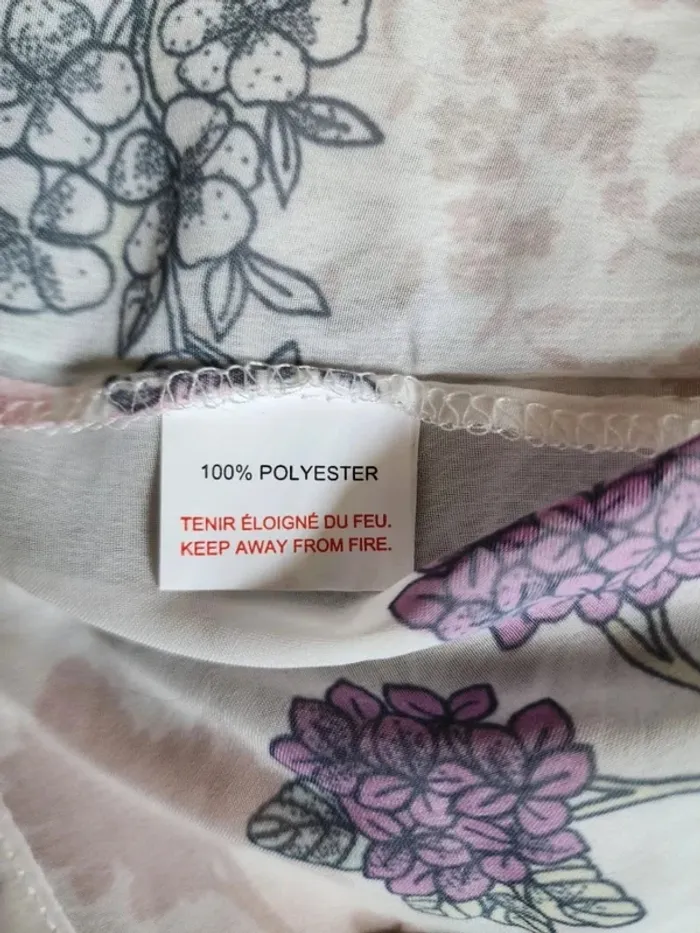 100% POLYESTER
TENIR ÉLOIGNÉ DU FEU.
KEEP AWAY FROM FIRE.